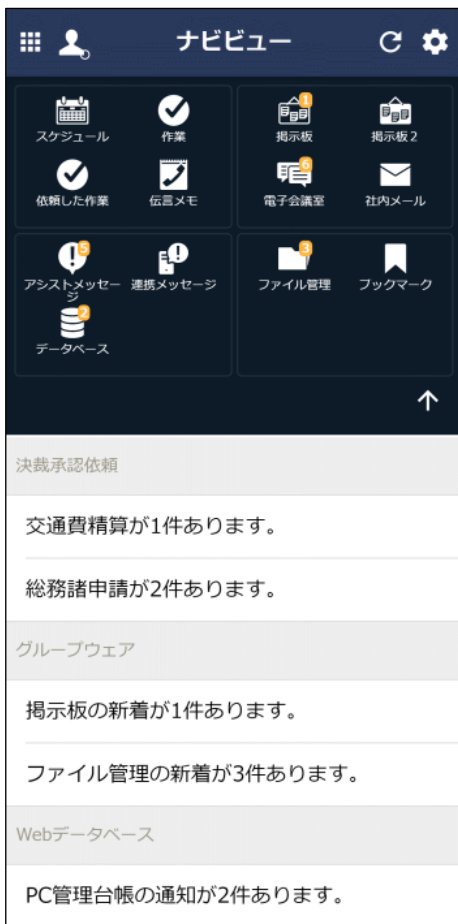 ナビビュー
スケジュール
作業
1
掲示板
掲示板2
依頼した作業
伝言メモ
6
電子会議室
社内メール
5
アシストメッセー
ジ
連携メッセージ
3
ファイル管理
ブックマーク
2
データベース
決裁承認依頼
交通費精算が1件あります。
総務諸申請が2件あります。
グループウェア
掲示板の新着が1件あります。
ファイル管理の新着が3件あります。
Webデータベース
PC管理台帳の通知が2件あります。